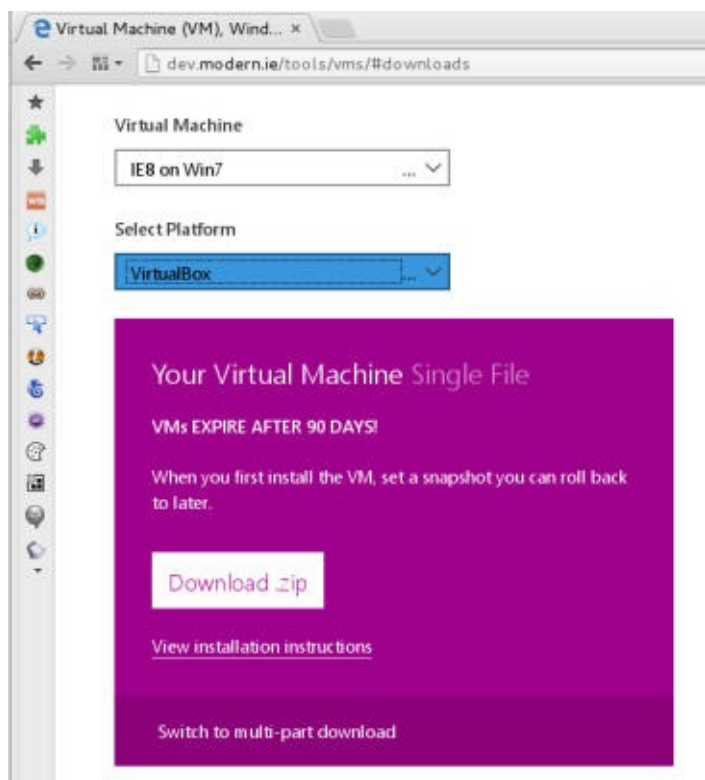 Virtual Machine (VM), Wind... ×
dev.modern.ie/tools/vms/#downloads
Virtual Machine
IE8 on Win7 ...
Select Platform
VirtualBox ...
Your Virtual Machine Single File
VMs EXPIRE AFTER 90 DAYS!
When you first install the VM, set a snapshot you can roll back
to later.
Download .zip
View installation instructions
Switch to multi-part download